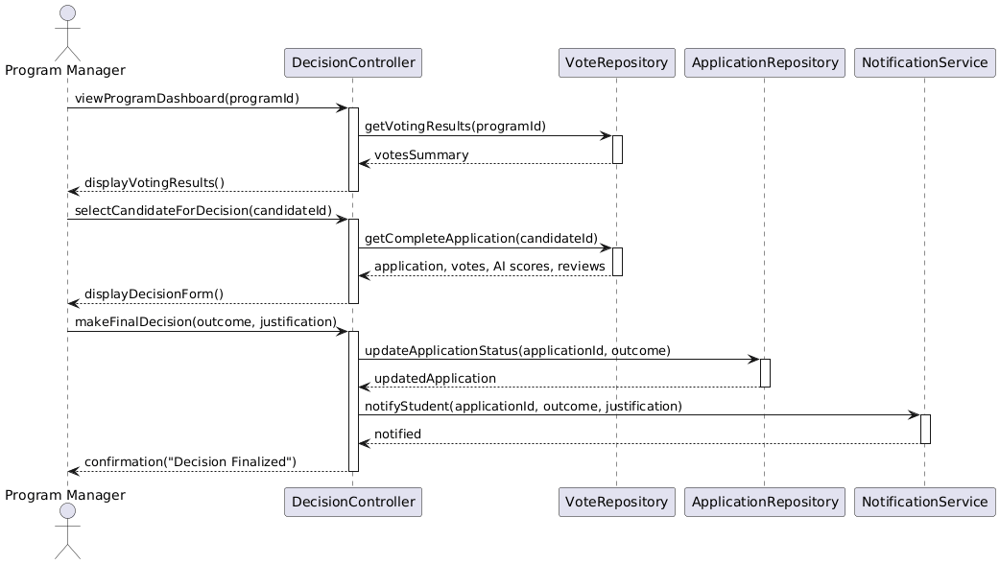 Program Manager
DecisionController
VoteRepository
ApplicationRepository
NotificationService
viewProgramDashboard(programId)
getVotingResults(programId)
votesSummary
displayVotingResults()
selectCandidateForDecision(candidateId)
getCompleteApplication(candidateId)
application, votes, AI scores, reviews
displayDecisionForm()
makeFinalDecision(outcome, justification)
updateApplicationStatus(applicationId, outcome)
updatedApplication
notifyStudent(applicationId, outcome, justification)
notified
confirmation("Decision Finalized")
Program Manager
DecisionController
VoteRepository
ApplicationRepository
NotificationService